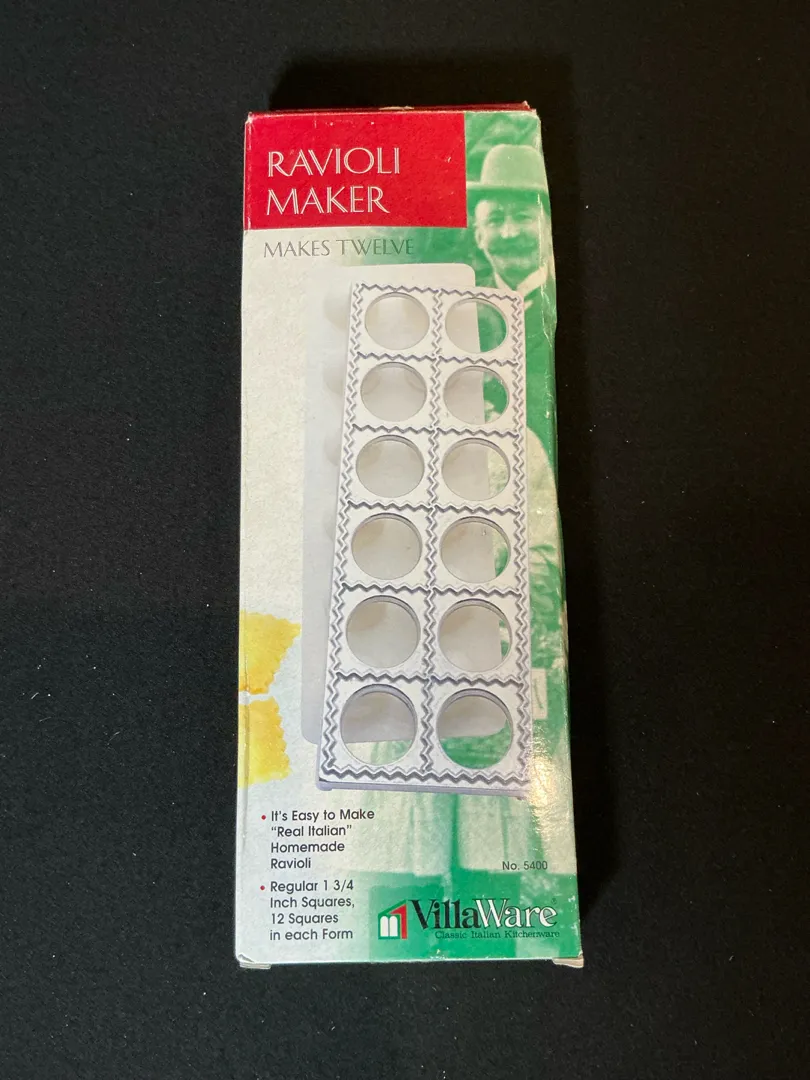 RAVIOLI
MAKER
MAKES TWELVE
• It's Easy to Make
"Real Italian"
Homemade
Ravioli
• Regular 1 3/4
Inch Squares,
12 Squares
in each Form
No. 5400
VillaWare®
Classic Italian Kitchenware